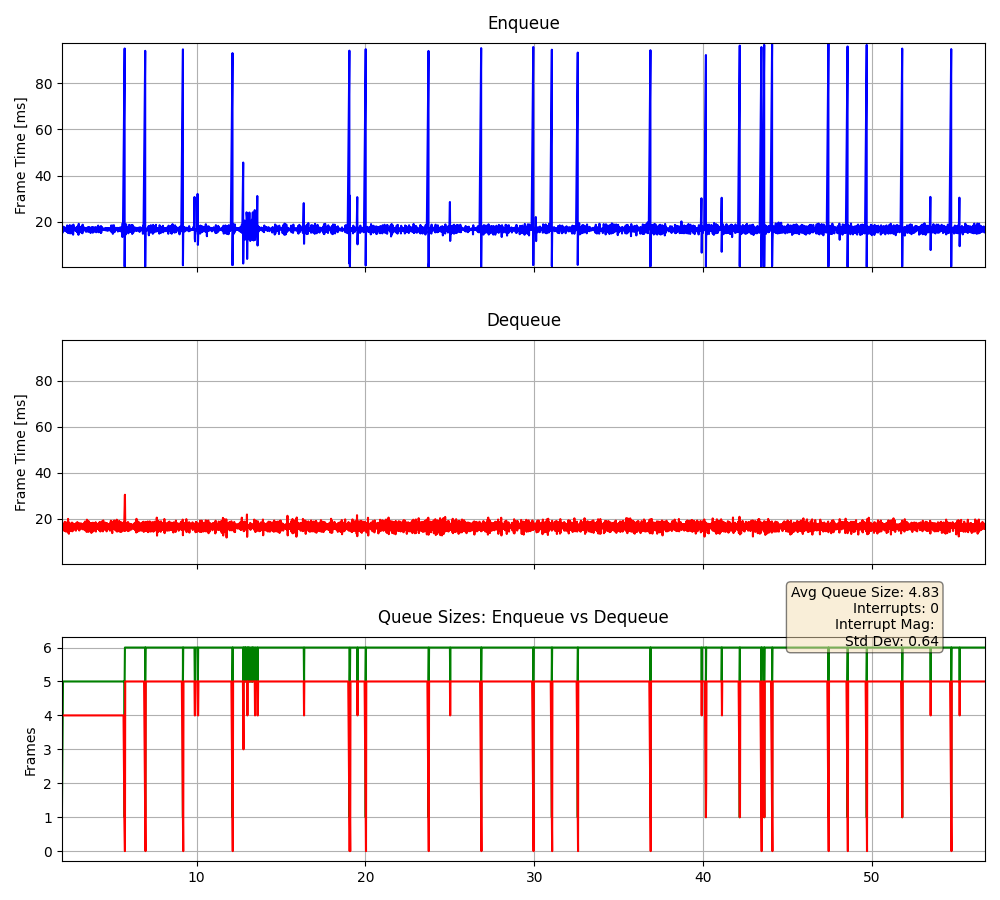 Enqueue
Frame Time [ms]
80
60
40
20
Dequeue
Frame Time [ms]
80
60
40
20
Avg Queue Size: 4.83
Interrupts: 0
Interrupt Mag:
Std Dev: 0.64
Queue Sizes: Enqueue vs Dequeue
Frames
6
5
4
3
2
1
0
10 20 30 40 50